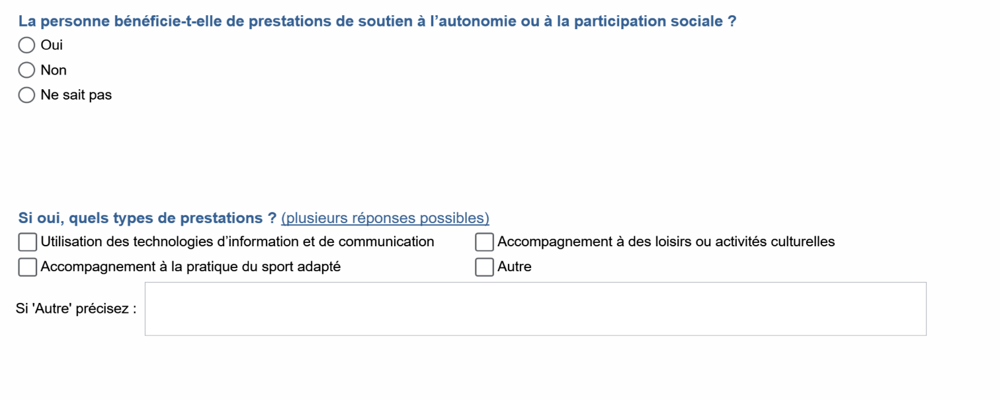 La personne bénéficie-t-elle de prestations de soutien à l’autonomie ou à la participation sociale ?
Oui
Non
Ne sait pas
Si oui, quels types de prestations ? (plusieurs réponses possibles)
Utilisation des technologies d’information et de communication
Accompagnement à des loisirs ou activités culturelles
Accompagnement à la pratique du sport adapté
Autre
Si 'Autre' précisez :